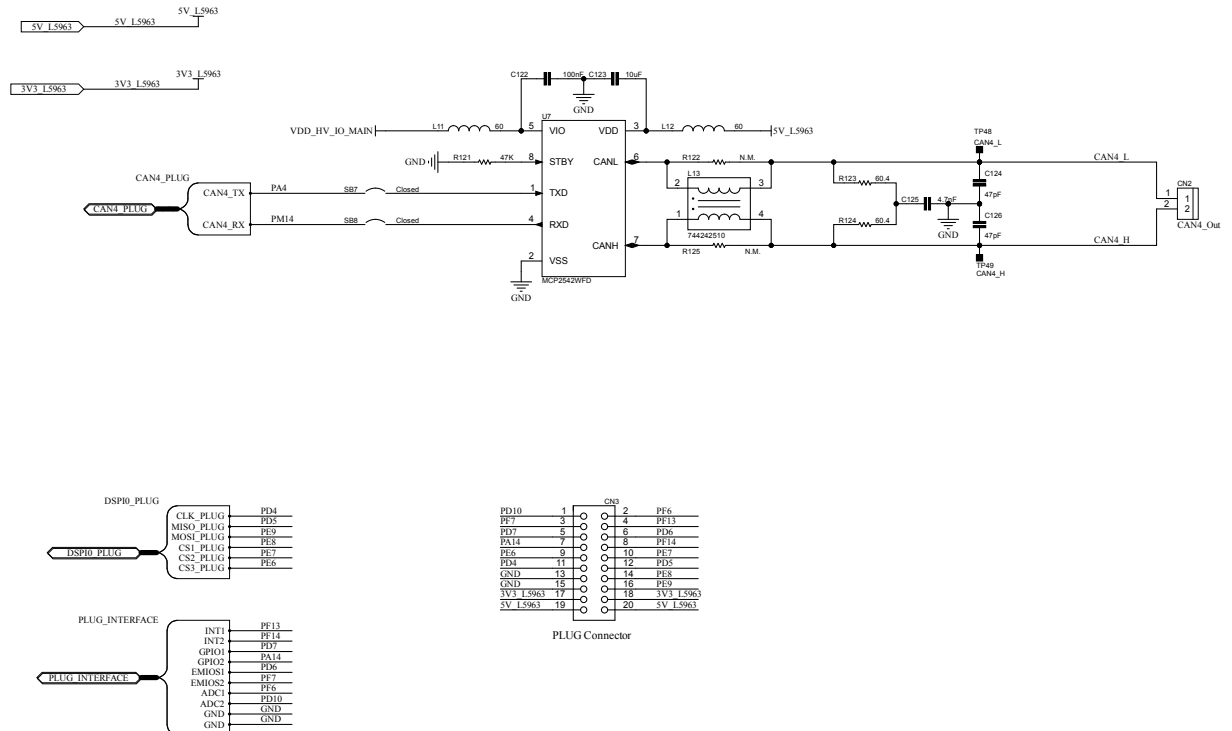 5V_L5963
5V_L5963 5V_L5963
3V3_L5963
3V3_L5963 3V3_L5963
C122 100nF C123 10uF
GND
U7
VDD_HV_IO_MAIN L11 60 5 VIO VDD 3 L12 60 5V_L5963
TP48
CAN4_L
GND R121 47K 8 STBY CANL 6 R122 N.M. CAN4_L
CAN4_PLUG
L13
C124
CN2
CAN4_TX PA4 SB7 Closed 1 TXD 2 3 R123 60.4 47pF 1 1
CAN4_PLUG
C125 4.7nF
2 2
CAN4_RX PM14 SB8 Closed 4 RXD 1 4 R124 60.4 GND C126 CAN4_Out
744242510 47pF
CANH 7 R125 N.M. CAN4_H
2 VSS
TP49
CAN4_H
GND
MCP2542WFD
DSPI0_PLUG
CLK_PLUG PD4
MISO_PLUG PD5
MOSI_PLUG PE9
CS1_PLUG PE8
CS2_PLUG PE7
CS3_PLUG PE6
DSPI0_PLUG
CN3
PD10 1 2 PF6
PF7 3 4 PF13
PD7 5 6 PD6
PA14 7 8 PF14
PE6 9 10 PE7
PD4 11 12 PD5
GND 13 14 PE8
GND 15 16 PE9
3V3_L5963 17 18 3V3_L5963
5V_L5963 19 20 5V_L5963
PLUG Connector
PLUG_INTERFACE
INT1 PF13
INT2 PF14
GPIO1 PD7
GPIO2 PA14
EMIOS1 PD6
EMIOS2 PF7
ADC1 PF6
ADC2 PD10
GND GND
GND GND
PLUG_INTERFACE